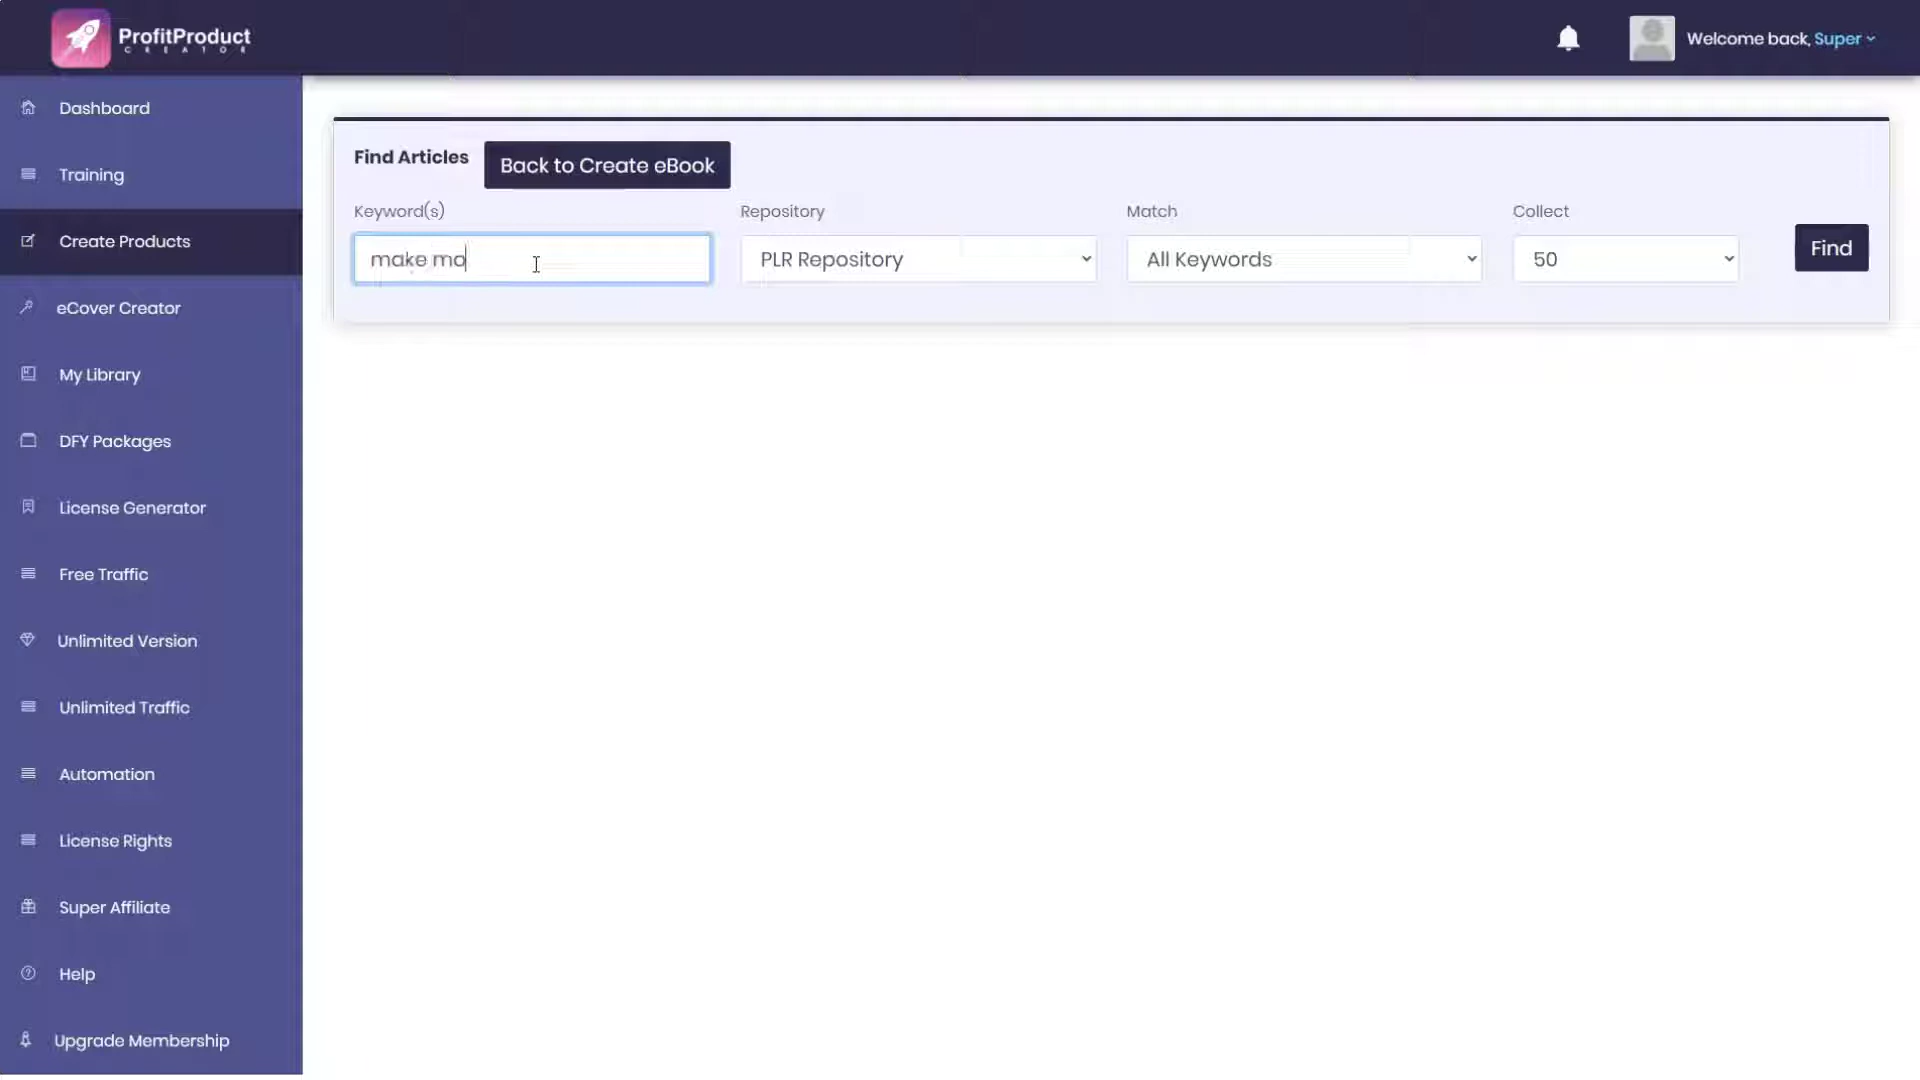 ProfitProduct
CREATOR
Welcome back, Super
Dashboard
Training
Create Products
eCover Creator
My Library
DFY Packages
License Generator
Free Traffic
Unlimited Version
Unlimited Traffic
Automation
License Rights
Super Affiliate
Help
Upgrade Membership
Find Articles
Back to Create eBook
Keyword(s)
Repository
Match
Collect
make mo
PLR Repository
All Keywords
50
Find